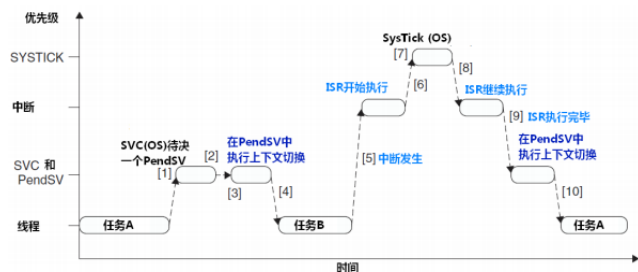 优先级
SysTick (OS)
SYSTICK
[7]
[8]
[6]
ISR开始执行
ISR继续执行
中断
[9] ISR执行完毕
SVC(OS)待决
一个PendSV
在PendSV中
执行上下文切换
在PendSV中
执行上下文切换
[2]
[5] 中断发生
SVC 和
PendSV
[1]
[3]
[4]
[10]
线程
任务A
任务B
任务A
时间